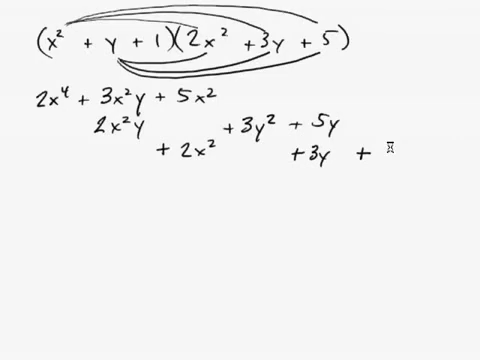 (x² + y + 1)(2x² + 3y + 5)
2x⁴ + 3x²y + 5x²
2x²y + 3y² + 5y
+ 2x² + 3y +